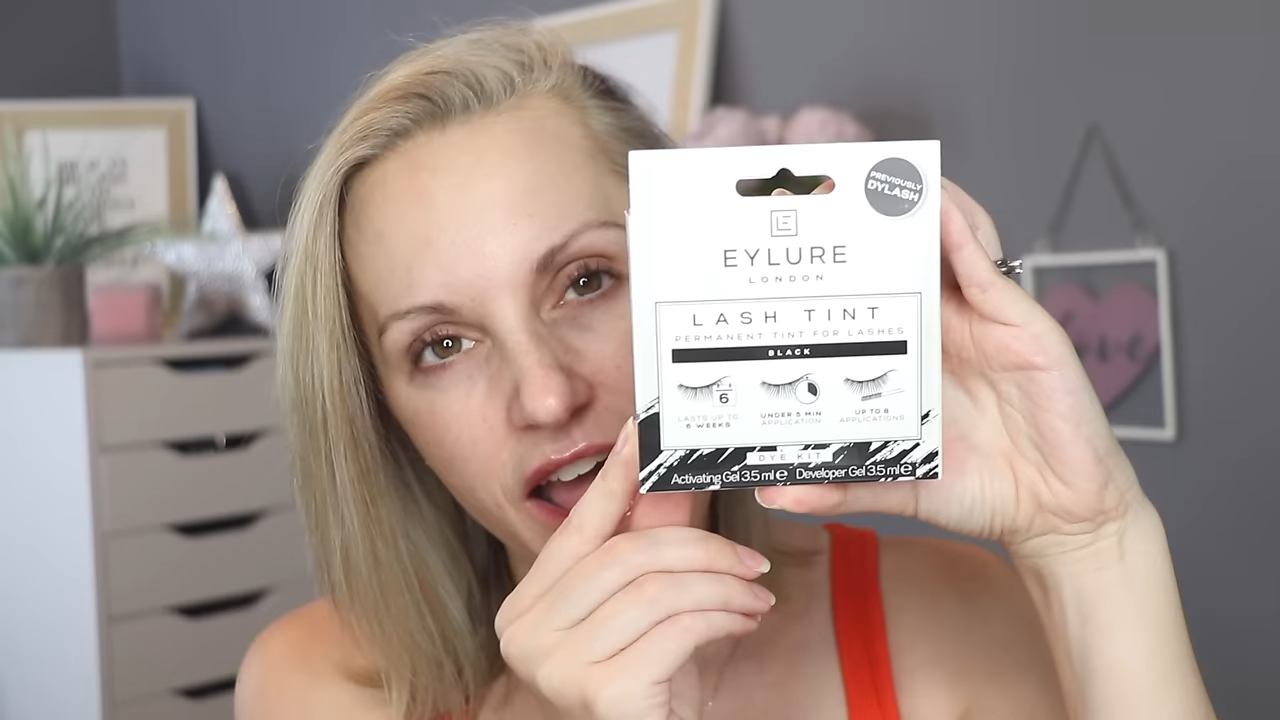 PREVIOUSLY
DYLASH
E
EYLURE
LONDON
LASH TINT
PERMANENT TINT FOR LASHES
BLACK
6
LASTS UP TO
6 WEEKS
UNDER 5 MIN
APPLICATION
UP TO 8
APPLICATIONS
DYE KIT
Activating Gel 3.5 ml e Developer Gel 3.5 ml e
love